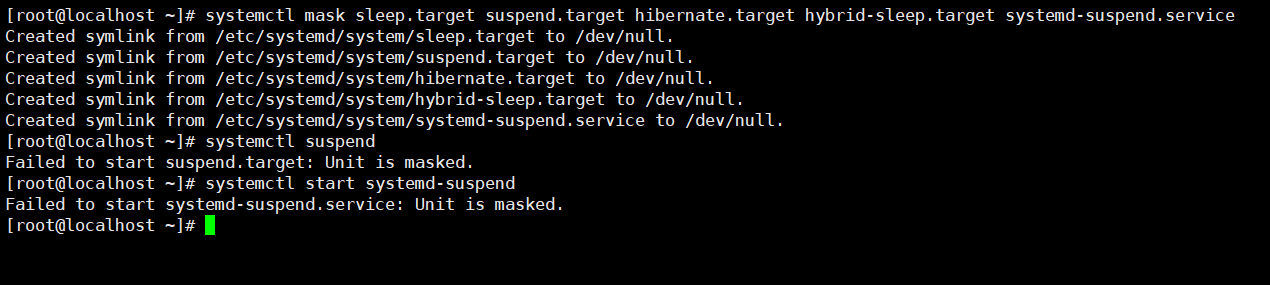 [root@localhost ~]# systemctl mask sleep.target suspend.target hibernate.target hybrid-sleep.target systemd-suspend.service
Created symlink from /etc/systemd/system/sleep.target to /dev/null.
Created symlink from /etc/systemd/system/suspend.target to /dev/null.
Created symlink from /etc/systemd/system/hibernate.target to /dev/null.
Created symlink from /etc/systemd/system/hybrid-sleep.target to /dev/null.
Created symlink from /etc/systemd/system/systemd-suspend.service to /dev/null.
[root@localhost ~]# systemctl suspend
Failed to start suspend.target: Unit is masked.
[root@localhost ~]# systemctl start systemd-suspend
Failed to start systemd-suspend.service: Unit is masked.
[root@localhost ~]#